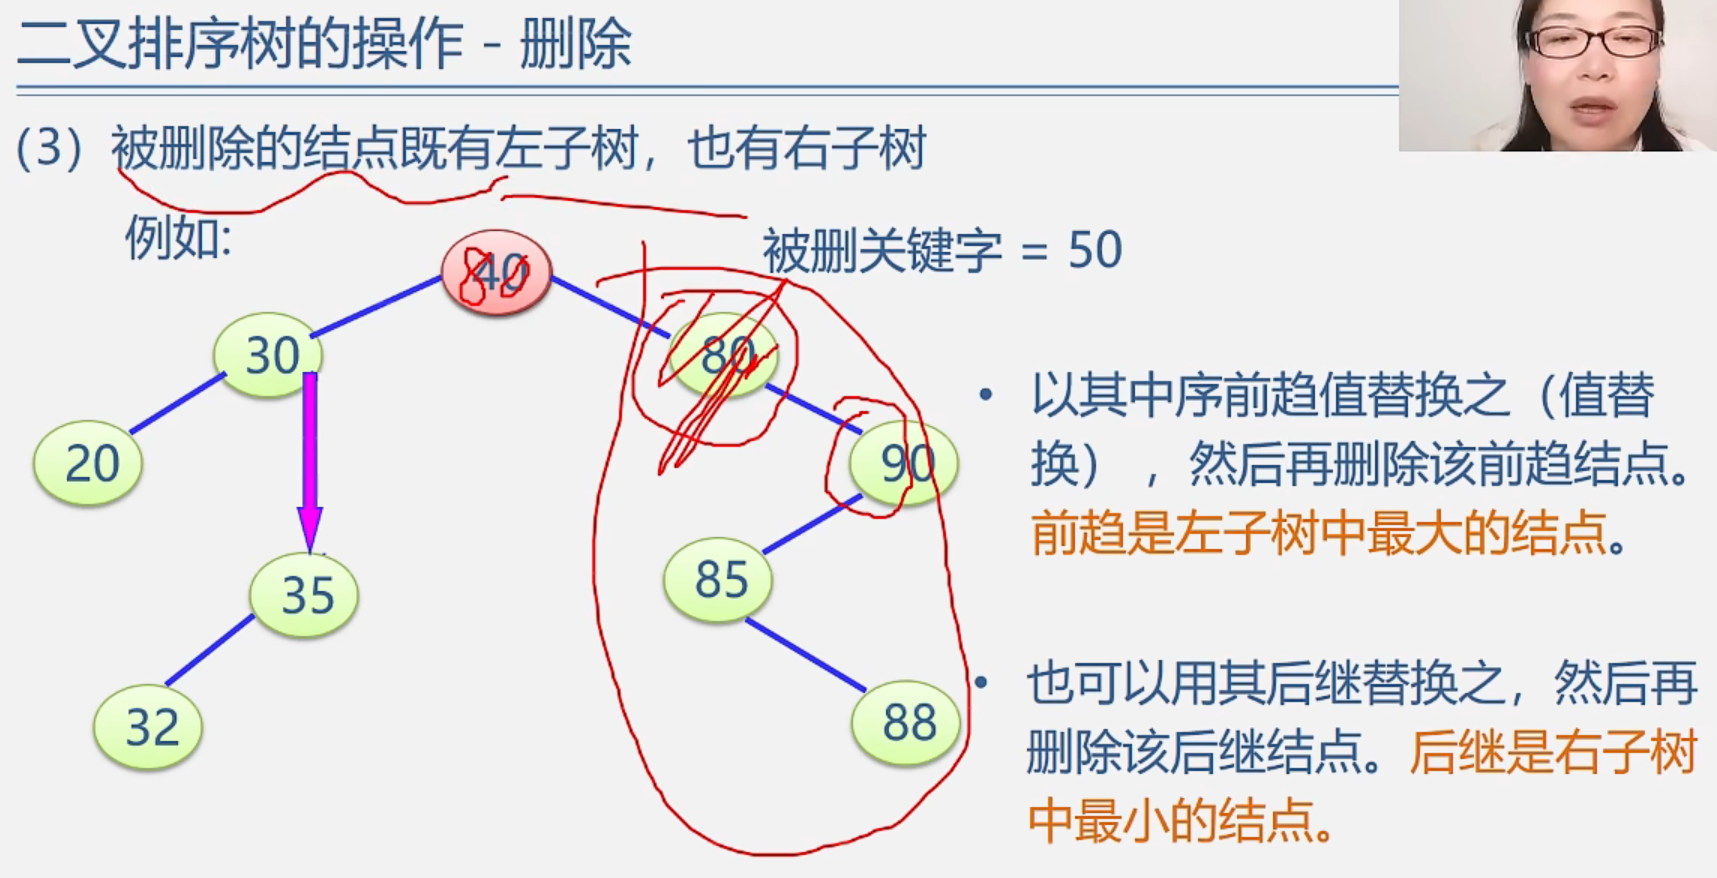 二叉排序树的操作 - 删除
（3）被删除的结点既有左子树，也有右子树
例如:
被删关键字 = 50
40
80
30
80
20
90
35
85
32
88
• 以其中序前趋值替换之（值替
换），然后再删除该前趋结点。
前趋是左子树中最大的结点。
• 也可以用其后继替换之，然后再
删除该后继结点。后继是右子树
中最小的结点。